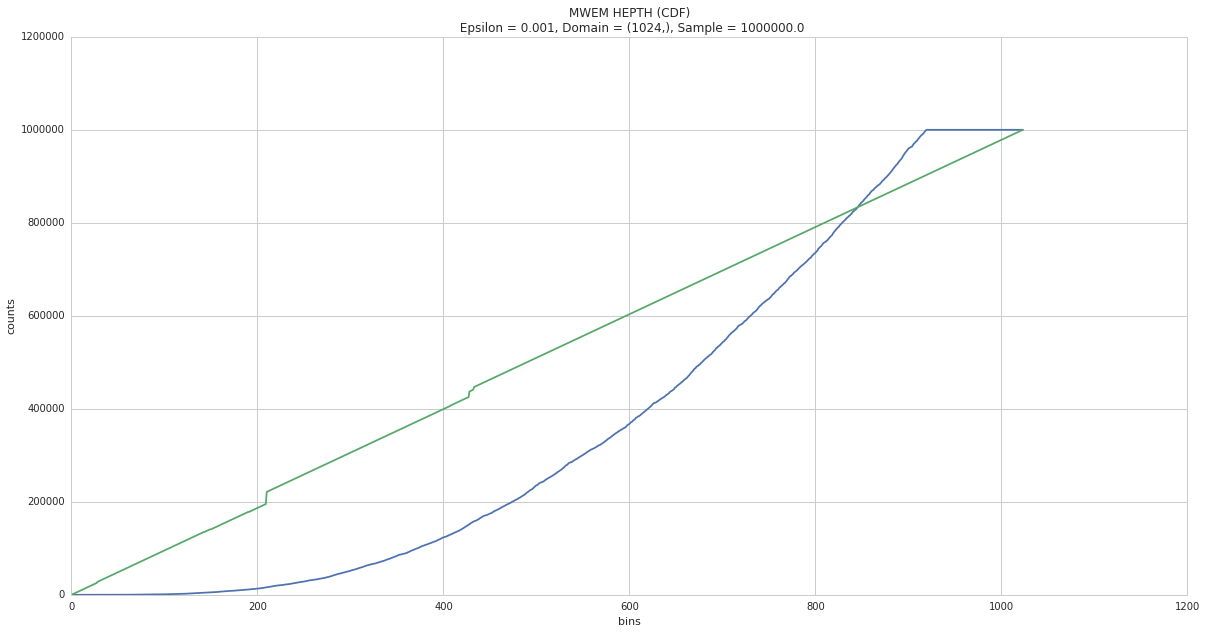 MWEM HEPTH (CDF)
Epsilon = 0.001, Domain = (1024,), Sample = 1000000.0
1200000
1000000
800000
600000
400000
200000
0
counts
0 200 400 600 800 1000 1200
bins